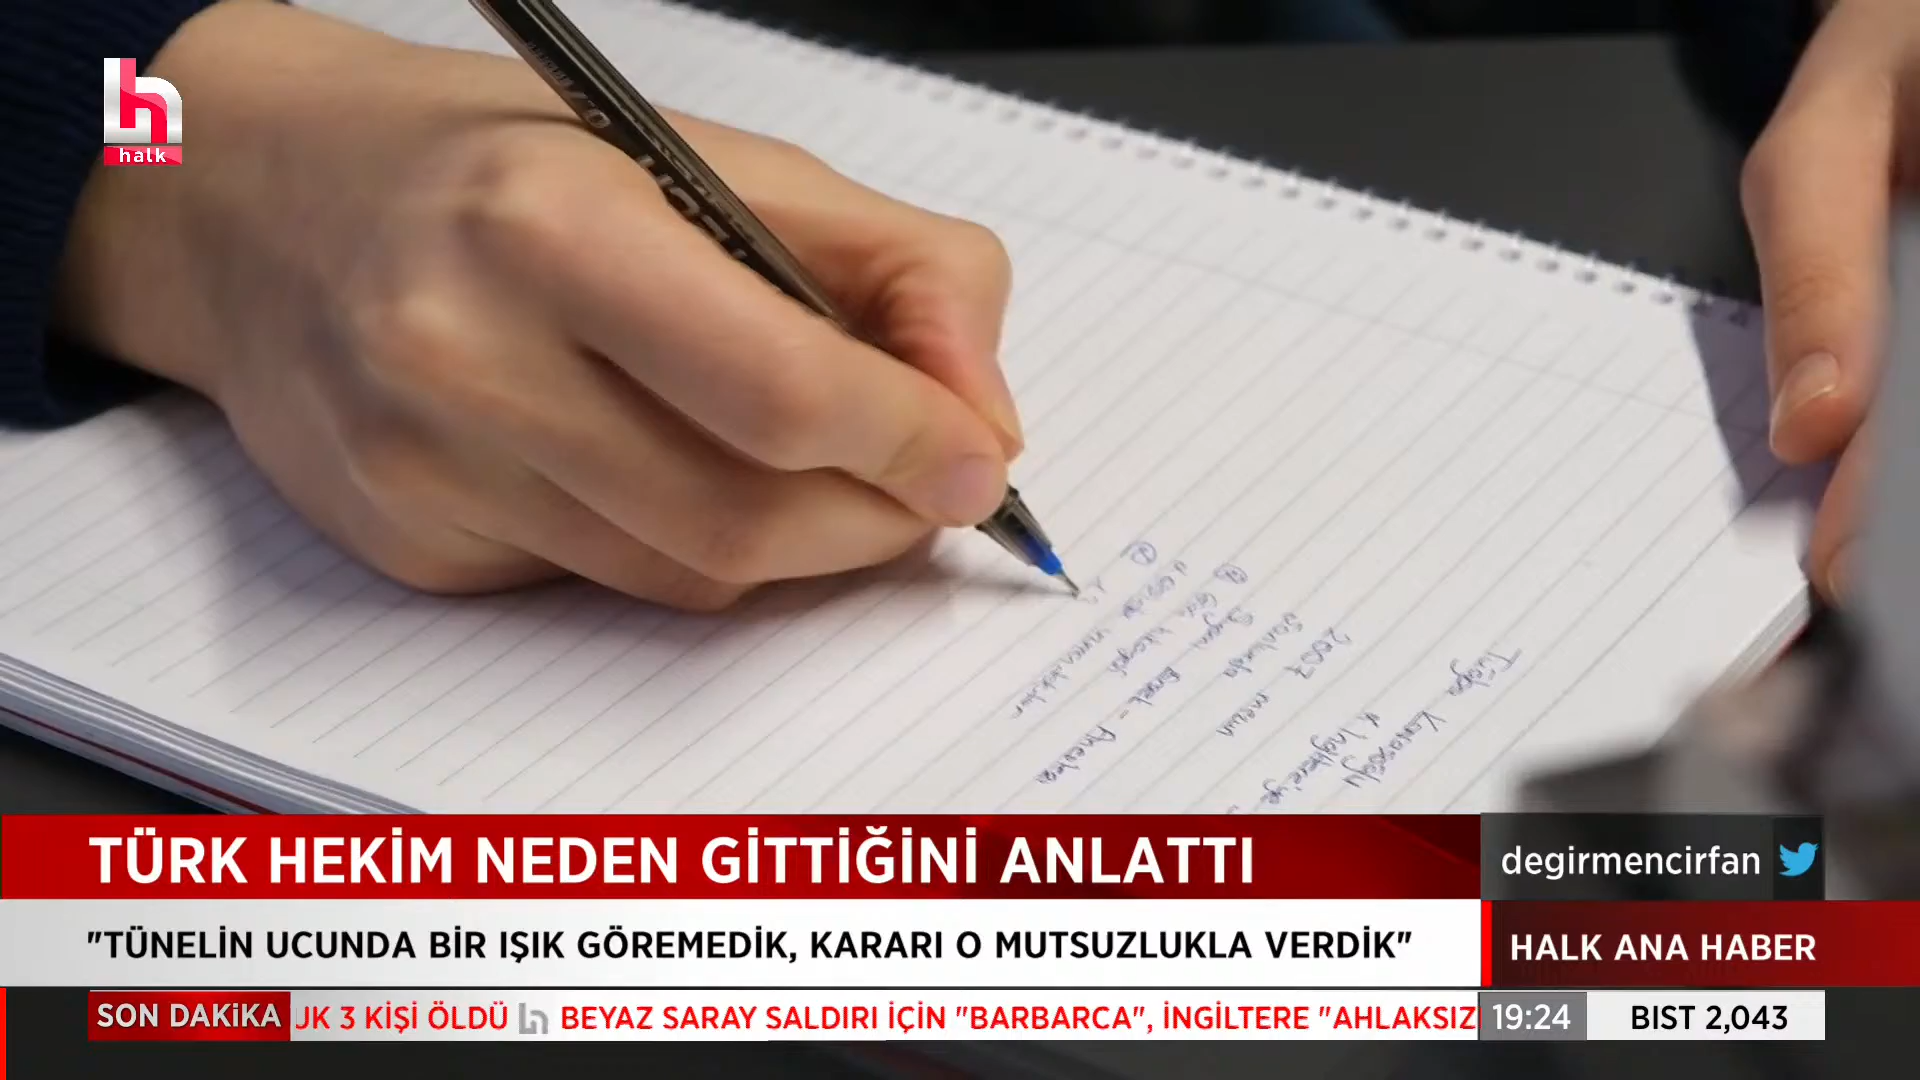 halk
TÜRK HEKİM NEDEN GİTTİĞİNİ ANLATTI
degirmencirfan
"TÜNELİN UCUNDA BİR IŞIK GÖREMEDİK, KARARI O MUTSUZLUKLA VERDİK"
HALK ANA HABER
SON DAKİKA
UK 3 KİŞİ ÖLDÜ BEYAZ SARAY SALDIRI İÇİN "BARBARCA", İNGİLTERE "AHLAKSIZ
19:24
BIST 2,043
2007